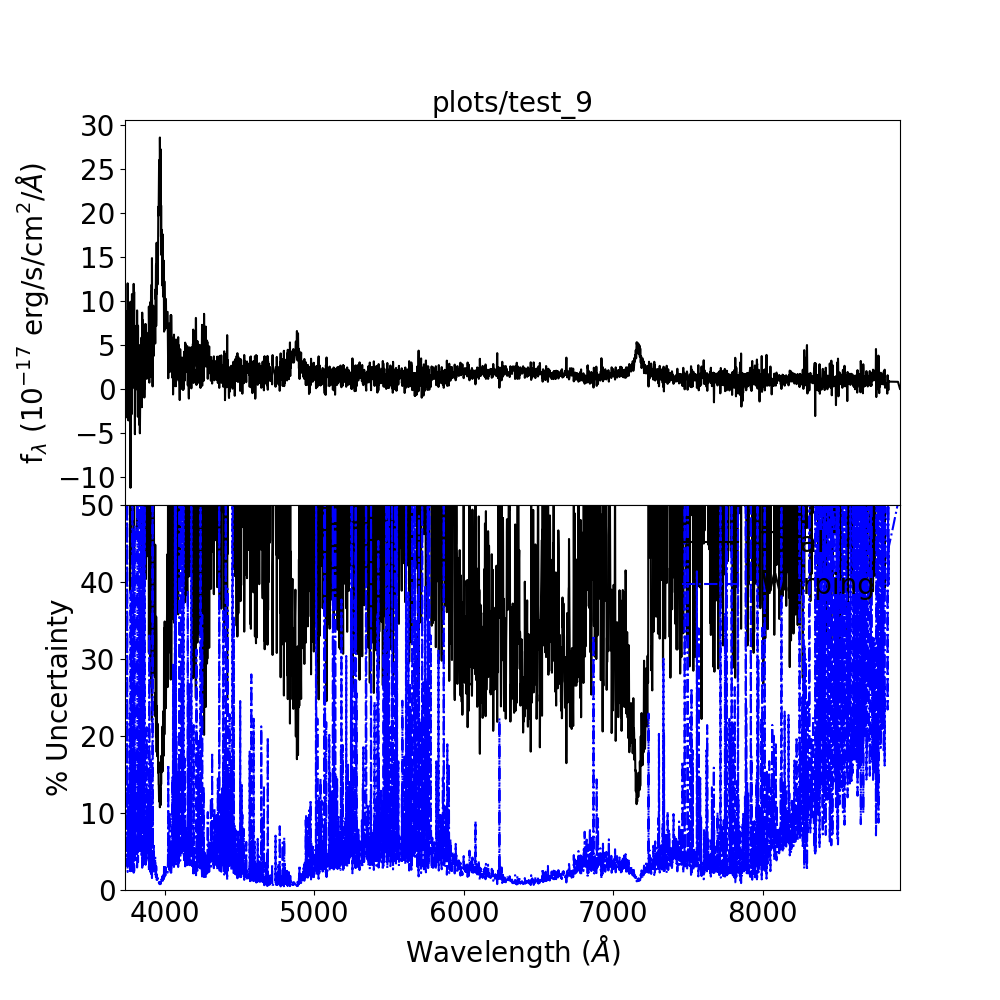 plots/test_9
30
25
20
15
10
5
0
−5
−10
f_λ (10^−17 erg/s/cm^2/Å)
50
40
30
20
10
0
% Uncertainty
Warping
4000 5000 6000 7000 8000
Wavelength (Å)